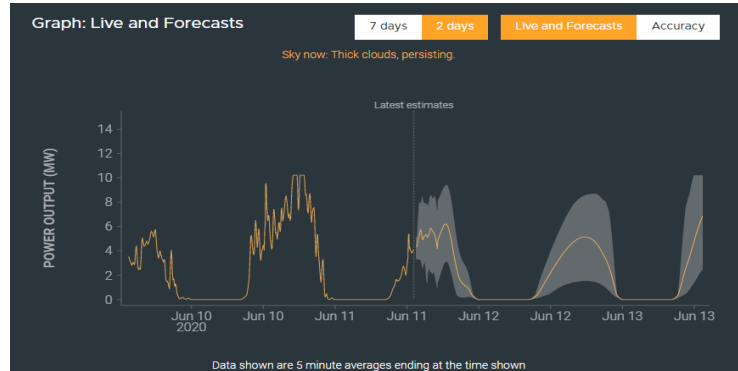 Graph: Live and Forecasts
7 days
2 days
Live and Forecasts
Accuracy
Sky now: Thick clouds, persisting.
Latest estimates
POWER OUTPUT (MW)
14
12
10
8
6
4
2
0
Jun 10 Jun 10 Jun 11 Jun 11 Jun 12 Jun 12 Jun 13 Jun 13
2020
Data shown are 5 minute averages ending at the time shown